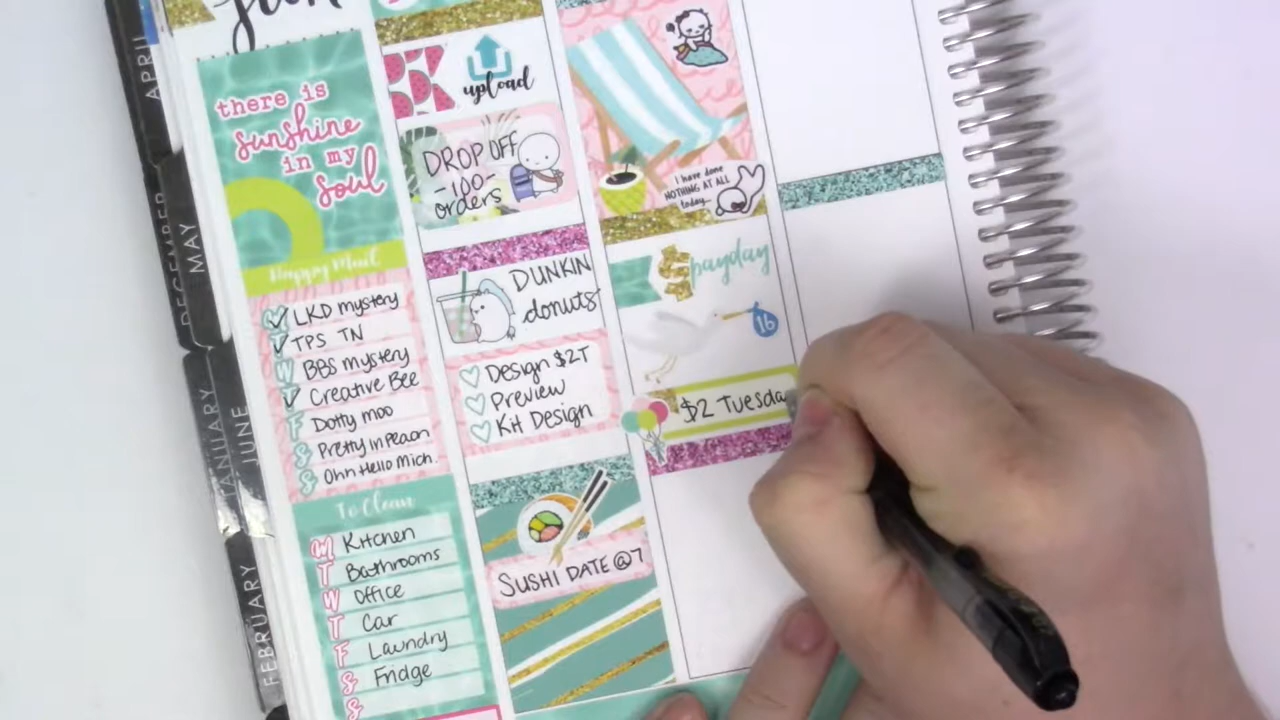 APRIL
MAY
DECEMBER
JANUARY
JUNE
FEBRUARY
there is
sunshine
in my
soul
Happy Mail
LKD mystery
TPS TN
W BBS mystery
Creative Bee
F Dotty moo
S Pretty in Peach
S Ohh Hello Mich.
To Clean
M Kitchen
T Bathrooms
W Office
T Car
F Laundry
S Fridge
S
upload
DROP OFF
-100-
orders
DUNKIN
donuts
Design $2T
Preview
Kit Design
SUSHI DATE @7
I have done
NOTHING AT ALL
today...
$ payday
16
$2 Tuesda